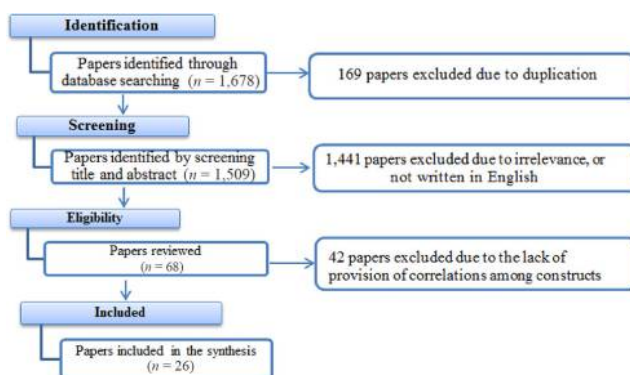 Identification
Papers identified through
database searching (n = 1,678)
169 papers excluded due to duplication
Screening
Papers identified by screening
title and abstract (n = 1,509)
1,441 papers excluded due to irrelevance, or
not written in English
Eligibility
Papers reviewed
(n = 68)
42 papers excluded due to the lack of
provision of correlations among constructs
Included
Papers included in the synthesis
(n = 26)